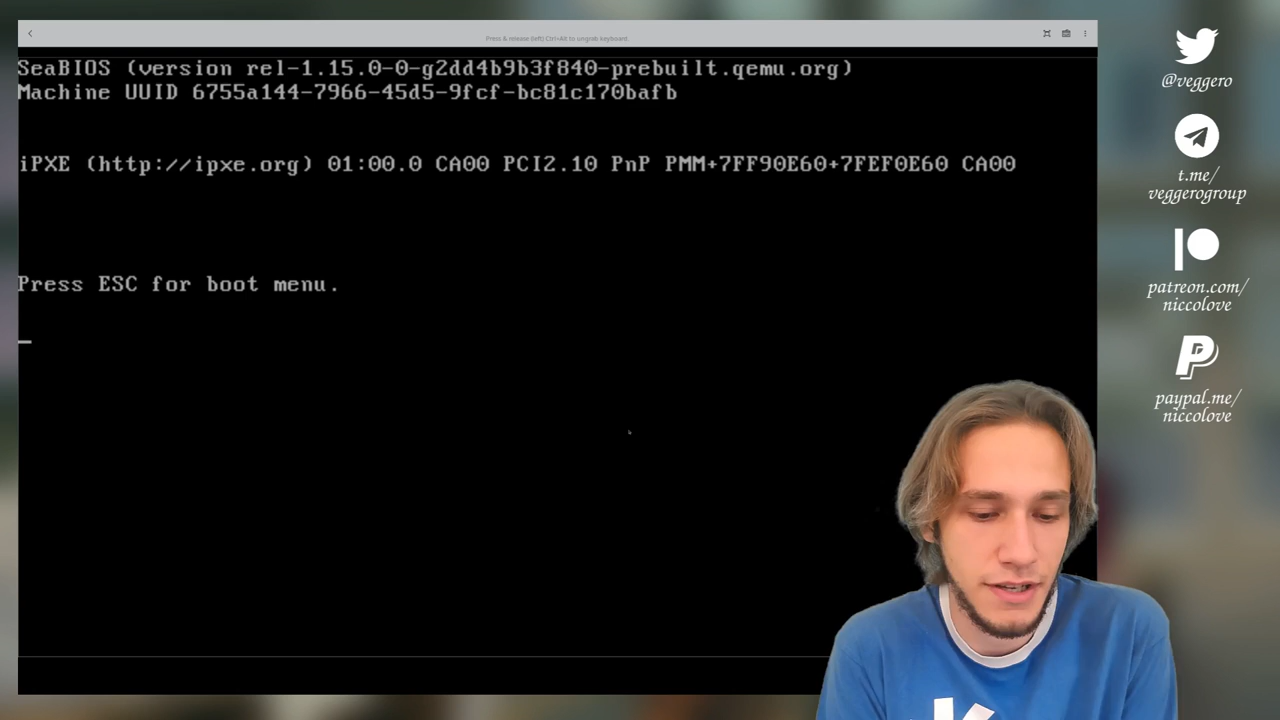 Press & release (left) Ctrl+Alt to ungrab keyboard
SeaBIOS (version rel-1.15.0-0-g2dd4b9b3f840-prebuilt.qemu.org)
Machine UUID 6755a144-7966-45d5-9fcf-bc81c170bafb
iPXE (http://ipxe.org) 01:00.0 CA00 PCI2.10 PnP PMM+7FF90E60+7FEF0E60 CA00
Press ESC for boot menu.
@veggero
t.me/
veggerogroup
patreon.com/
niccolove
paypal.me/
niccolove
K